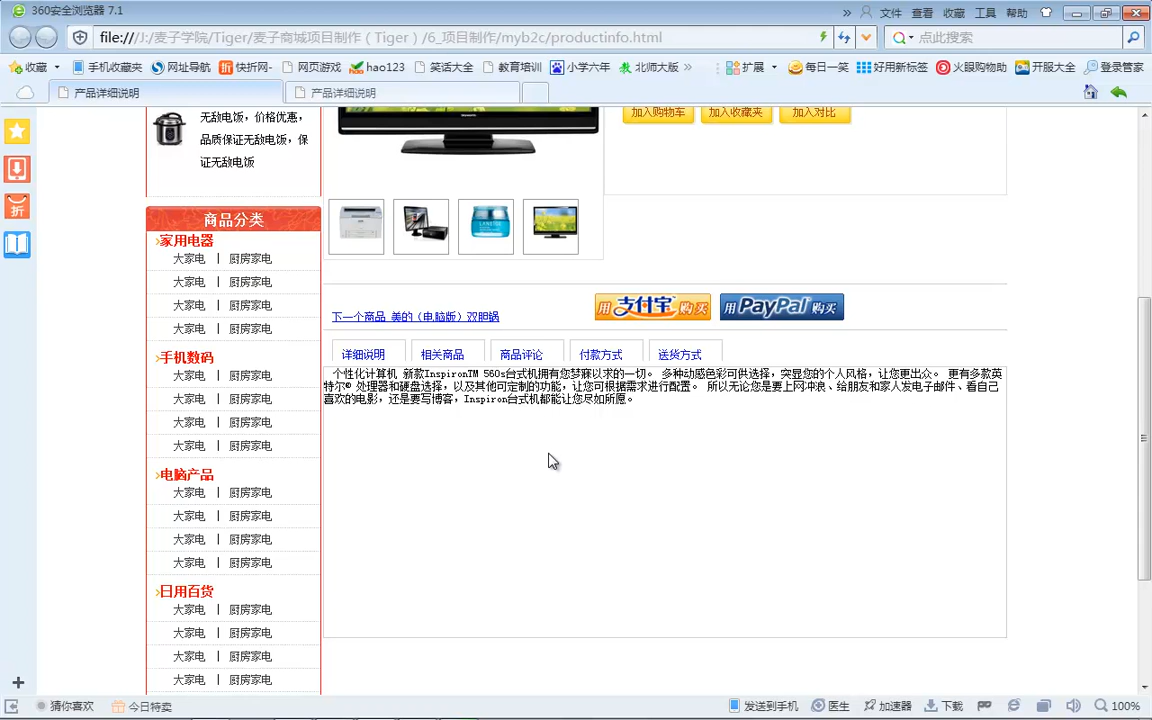 360安全浏览器 7.1
» 文件 查看 收藏 工具 帮助
file:///J:/麦子学院/Tiger/麦子商城项目制作（Tiger）/6_项目制作/myb2c/productinfo.html
点此搜索
收藏 手机收藏夹 网址导航 快折网- 网页游戏 hao123 笑话大全 教育培训 小学六年 北师大版 » 扩展 每日一笑 好用新标签 火眼购物助 开服大全 登录管家
产品详细说明 产品详细说明
折
无敌电饭，价格优惠，
品质保证无敌电饭，保
证无敌电饭
加入购物车 加入收藏夹 加入对比
商品分类
家用电器
大家电 | 厨房家电
大家电 | 厨房家电
大家电 | 厨房家电
大家电 | 厨房家电
手机数码
大家电 | 厨房家电
大家电 | 厨房家电
大家电 | 厨房家电
大家电 | 厨房家电
电脑产品
大家电 | 厨房家电
大家电 | 厨房家电
大家电 | 厨房家电
大家电 | 厨房家电
日用百货
大家电 | 厨房家电
大家电 | 厨房家电
大家电 | 厨房家电
大家电 | 厨房家电
下一个商品 美的（电脑版）双胆锅
用 支付宝 购买
用 PayPal 购买
详细说明 相关商品 商品评论 付款方式 送货方式
个性化计算机 新款InspironTM 560s台式机拥有您梦寐以求的一切。 多种动感色彩可供选择，突显您的个人风格，让您更出众。 更有多款英
特尔® 处理器和硬盘选择，以及其他可定制的功能，让您可根据需求进行配置。 所以无论您是要上网冲浪、给朋友和家人发电子邮件、看自己
喜欢的电影，还是要写博客，Inspiron台式机都能让您尽如所愿。
猜你喜欢 今日特卖 发送到手机 医生 加速器 下载 100%